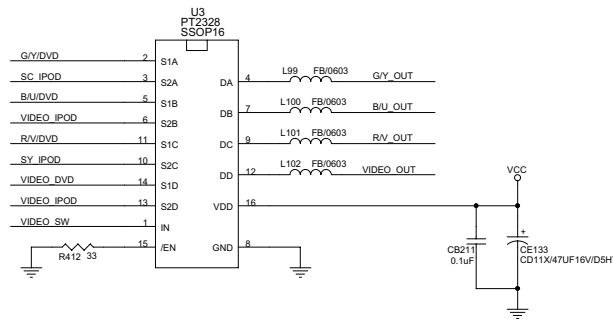 U3
PT2328
SSOP16
G/Y/DVD 2 S1A
SC_IPOD 3 S2A DA 4 L99 FB/0603 G/Y_OUT
B/U/DVD 5 S1B
VIDEO_IPOD 6 S2B DB 7 L100 FB/0603 B/U_OUT
R/V/DVD 11 S1C DC 9 L101 FB/0603 R/V_OUT
SY_IPOD 10 S2C
VIDEO_DVD 14 S1D DD 12 L102 FB/0603 VIDEO_OUT
VCC
VIDEO_IPOD 13 S2D VDD 16
VIDEO_SW 1 IN
15 /EN GND 8
R412 33
+
CB211
0.1uF
CE133
CD11X/47UF16V/D5H7